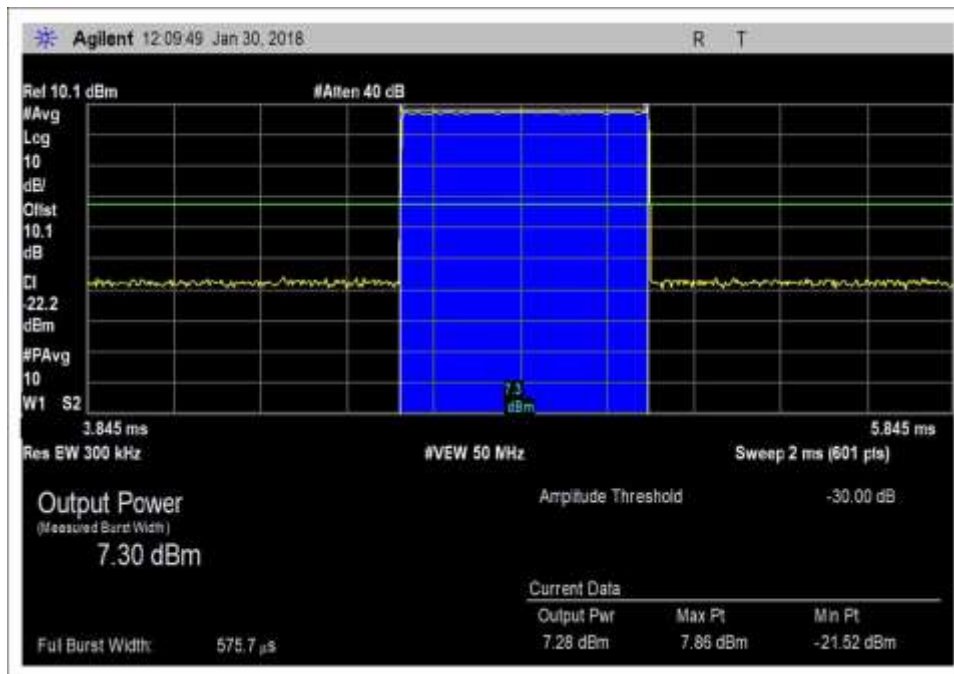 Agilent 12:09:49 Jan 30, 2018 R T
Ref 10.1 dBm #Atten 40 dB
#Avg
Log
10
dB/
Offst
10.1
dB
DI
-22.2
dBm
#PAvg
10
W1 S2
7.3
dBm
3.845 ms 5.845 ms
Res BW 300 kHz #VBW 50 MHz Sweep 2 ms (601 pts)
Output Power
(Measured Burst Width)
7.30 dBm
Amplitude Threshold -30.00 dB
Current Data
Output Pwr Max Pt Min Pt
7.28 dBm 7.86 dBm -21.52 dBm
Full Burst Width: 575.7 µs